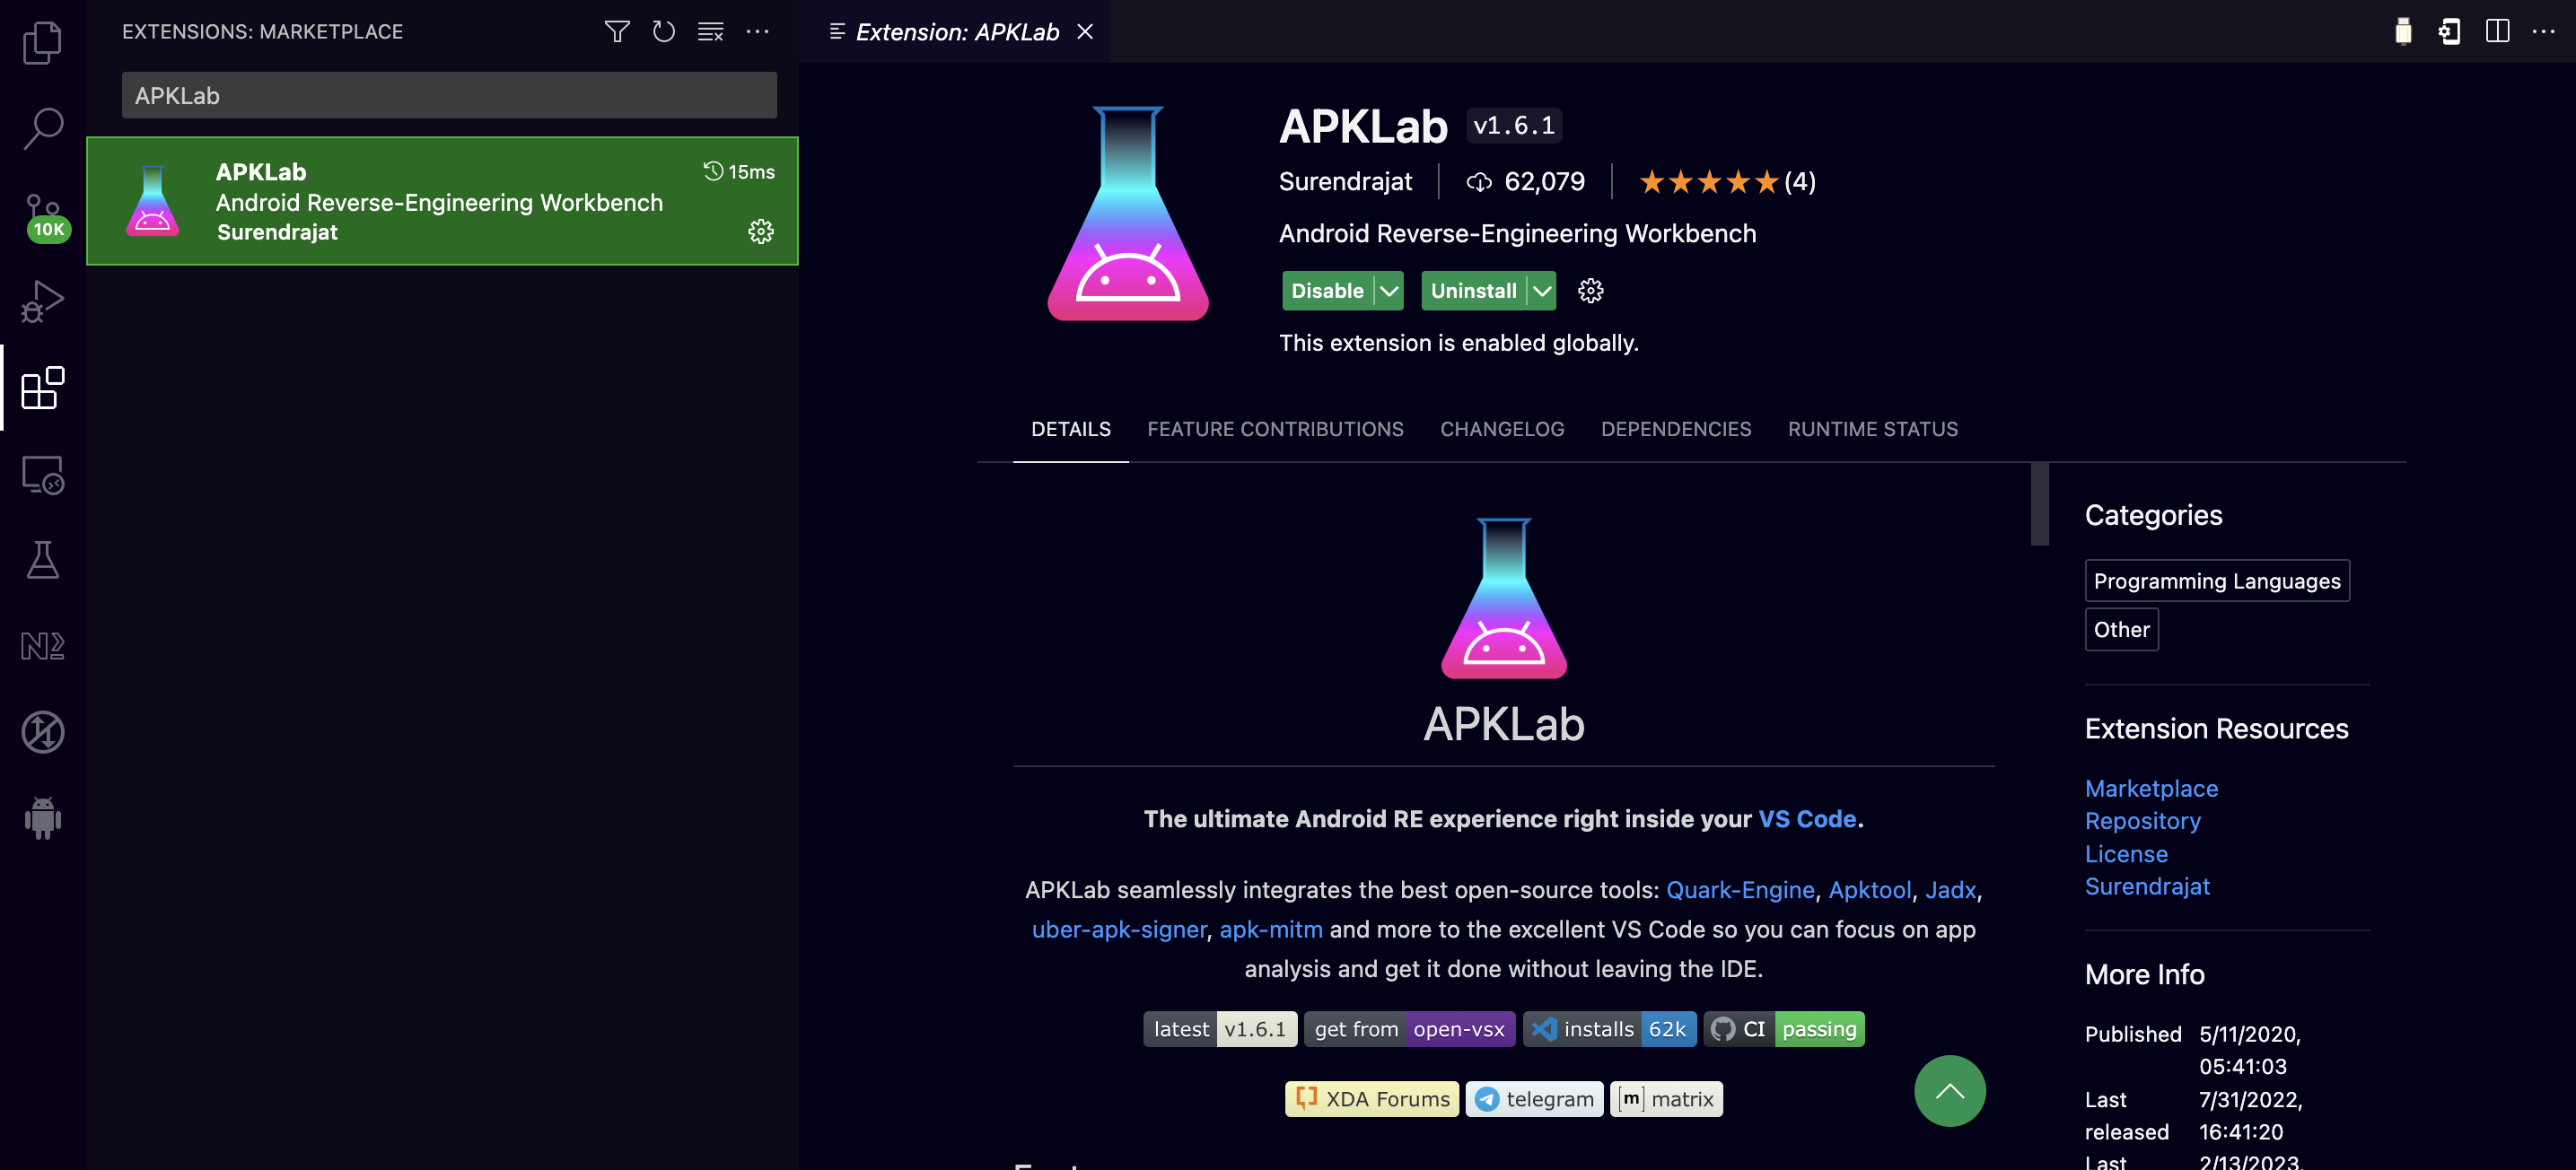 EXTENSIONS: MARKETPLACE
APKLab
10K
APKLab
15ms
Android Reverse-Engineering Workbench
Surendrajat
Extension: APKLab
APKLab v1.6.1
Surendrajat 62,079 (4)
Android Reverse-Engineering Workbench
Disable Uninstall
This extension is enabled globally.
DETAILS FEATURE CONTRIBUTIONS CHANGELOG DEPENDENCIES RUNTIME STATUS
APKLab
The ultimate Android RE experience right inside your VS Code.
APKLab seamlessly integrates the best open-source tools: Quark-Engine, Apktool, Jadx,
uber-apk-signer, apk-mitm and more to the excellent VS Code so you can focus on app
analysis and get it done without leaving the IDE.
latest v1.6.1 get from open-vsx installs 62k CI passing
XDA Forums telegram [m] matrix
Categories
Programming Languages
Other
Extension Resources
Marketplace
Repository
License
Surendrajat
More Info
Published 5/11/2020,
05:41:03
Last 7/31/2022,
released 16:41:20
Last 2/13/2023,